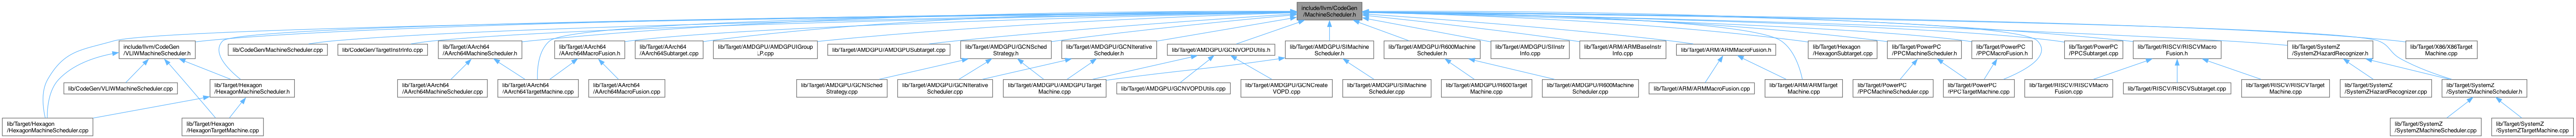 include/llvm/CodeGen
/MachineScheduler.h
include/llvm/CodeGen
/VLIWMachineScheduler.h
lib/CodeGen/MachineScheduler.cpp
lib/CodeGen/TargetInstrInfo.cpp
lib/Target/AArch64
/AArch64MachineScheduler.h
lib/Target/AArch64
/AArch64MacroFusion.h
lib/Target/AArch64
/AArch64Subtarget.cpp
lib/Target/AMDGPU/AMDGPUIGroup
LP.cpp
lib/Target/AMDGPU/AMDGPUSubtarget.cpp
lib/Target/AMDGPU/GCNSched
Strategy.h
lib/Target/AMDGPU/GCNIterative
Scheduler.h
lib/Target/AMDGPU/GCNVOPDUtils.h
lib/Target/AMDGPU/SIMachine
Scheduler.h
lib/Target/AMDGPU/R600Machine
Scheduler.h
lib/Target/AMDGPU/SIInstr
Info.cpp
lib/Target/ARM/ARMBaseInstr
Info.cpp
lib/Target/ARM/ARMMacroFusion.h
lib/Target/Hexagon
/HexagonSubtarget.cpp
lib/Target/PowerPC
/PPCMachineScheduler.h
lib/Target/PowerPC
/PPCMacroFusion.h
lib/Target/PowerPC
/PPCSubtarget.cpp
lib/Target/RISCV/RISCVMacro
Fusion.h
lib/Target/SystemZ
/SystemZHazardRecognizer.h
lib/Target/X86/X86Target
Machine.cpp
lib/CodeGen/VLIWMachineScheduler.cpp
lib/Target/Hexagon
/HexagonMachineScheduler.h
lib/Target/AArch64
/AArch64MachineScheduler.cpp
lib/Target/AArch64
/AArch64TargetMachine.cpp
lib/Target/AArch64
/AArch64MacroFusion.cpp
lib/Target/AMDGPU/GCNSched
Strategy.cpp
lib/Target/AMDGPU/GCNIterative
Scheduler.cpp
lib/Target/AMDGPU/AMDGPUTarget
Machine.cpp
lib/Target/AMDGPU/GCNVOPDUtils.cpp
lib/Target/AMDGPU/GCNCreate
VOPD.cpp
lib/Target/AMDGPU/SIMachine
Scheduler.cpp
lib/Target/AMDGPU/R600Target
Machine.cpp
lib/Target/AMDGPU/R600Machine
Scheduler.cpp
lib/Target/ARM/ARMMacroFusion.cpp
lib/Target/ARM/ARMTarget
Machine.cpp
lib/Target/PowerPC
/PPCMachineScheduler.cpp
lib/Target/PowerPC
/PPCTargetMachine.cpp
lib/Target/RISCV/RISCVMacro
Fusion.cpp
lib/Target/RISCV/RISCVSubtarget.cpp
lib/Target/RISCV/RISCVTarget
Machine.cpp
lib/Target/SystemZ
/SystemZHazardRecognizer.cpp
lib/Target/SystemZ
/SystemZMachineScheduler.h
lib/Target/Hexagon
/HexagonMachineScheduler.cpp
lib/Target/Hexagon
/HexagonTargetMachine.cpp
lib/Target/SystemZ
/SystemZMachineScheduler.cpp
lib/Target/SystemZ
/SystemZTargetMachine.cpp